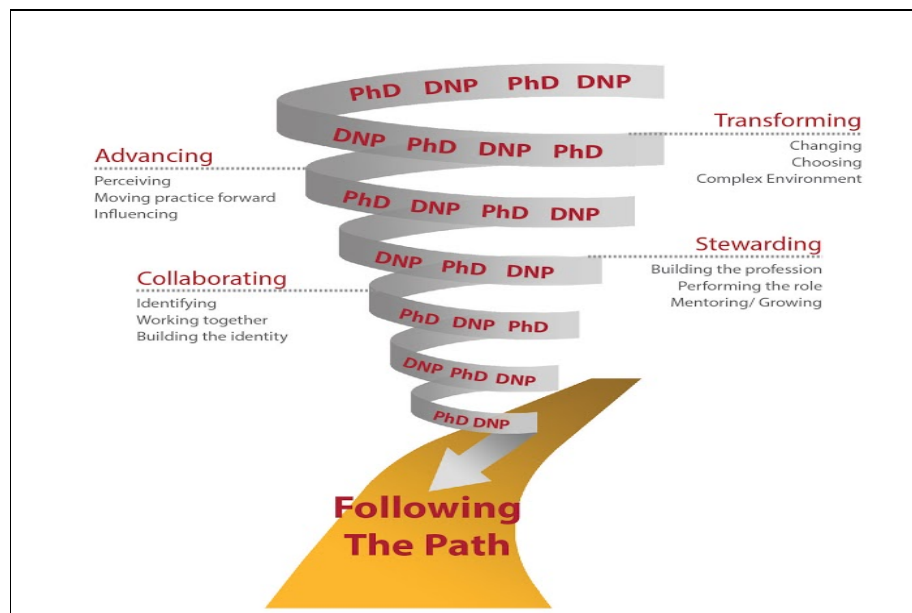 PhD DNP PhD DNP
Transforming
Changing
Choosing
Complex Environment
DNP PhD DNP PhD
Advancing
Perceiving
Moving practice forward
Influencing
PhD DNP PhD DNP
Stewarding
Building the profession
Performing the role
Mentoring/ Growing
DNP PhD DNP
Collaborating
Identifying
Working together
Building the identity
PhD DNP PhD
DNP PhD DNP
PhD DNP
Following
The Path